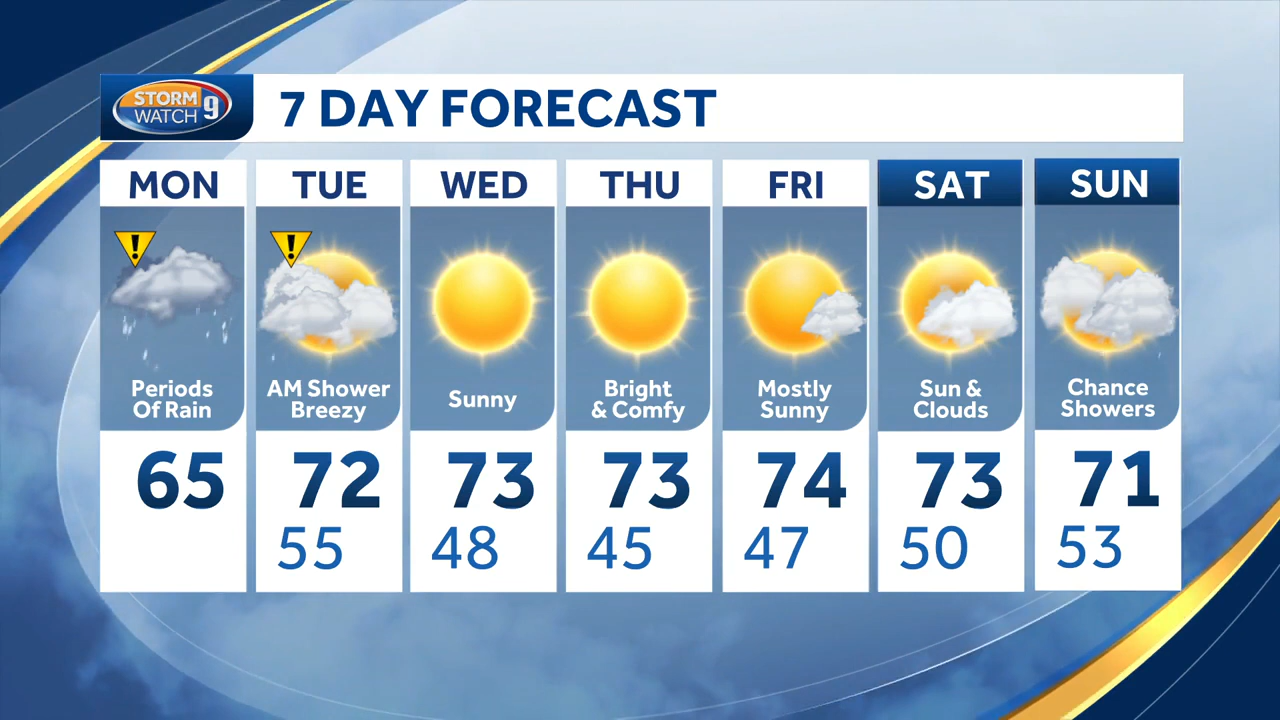 STORM
WATCH 9
7 DAY FORECAST
MON
TUE
WED
THU
FRI
SAT
SUN
!
!
Periods
Of Rain
AM Shower
Breezy
Sunny
Bright
& Comfy
Mostly
Sunny
Sun &
Clouds
Chance
Showers
65
72
73
73
74
73
71
55
48
45
47
50
53